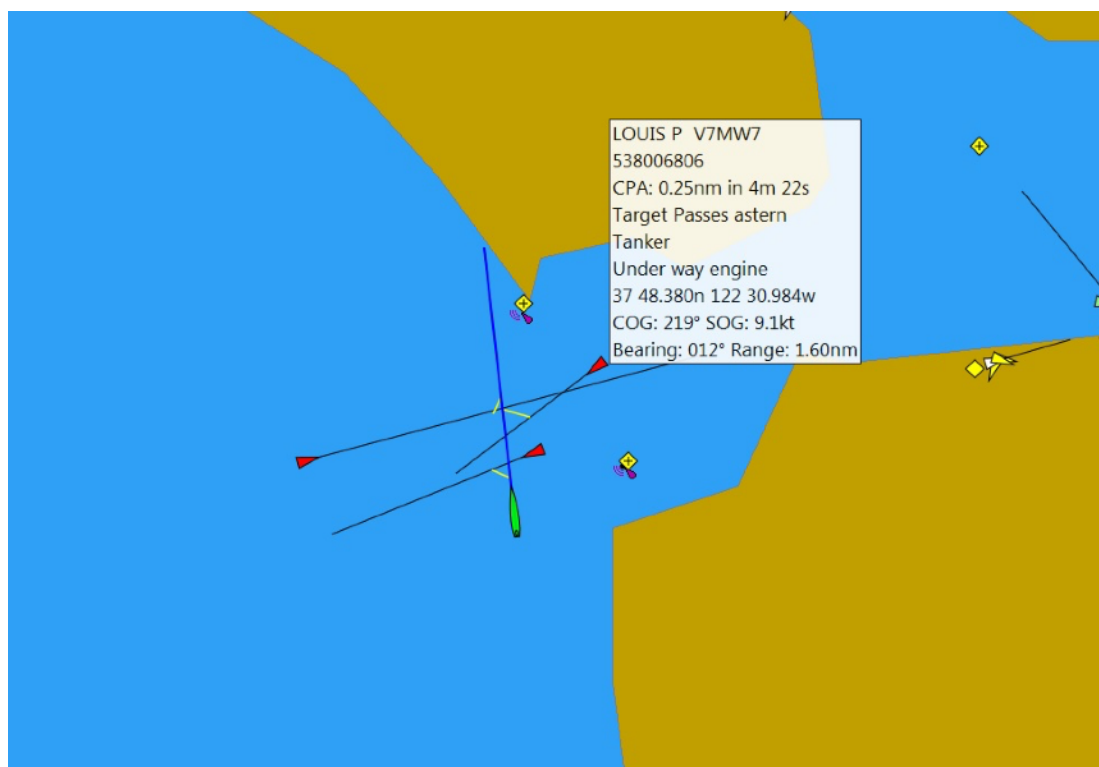 LOUIS P V7MW7
538006806
CPA: 0.25nm in 4m 22s
Target Passes astern
Tanker
Under way engine
37 48.380n 122 30.984w
COG: 219° SOG: 9.1kt
Bearing: 012° Range: 1.60nm